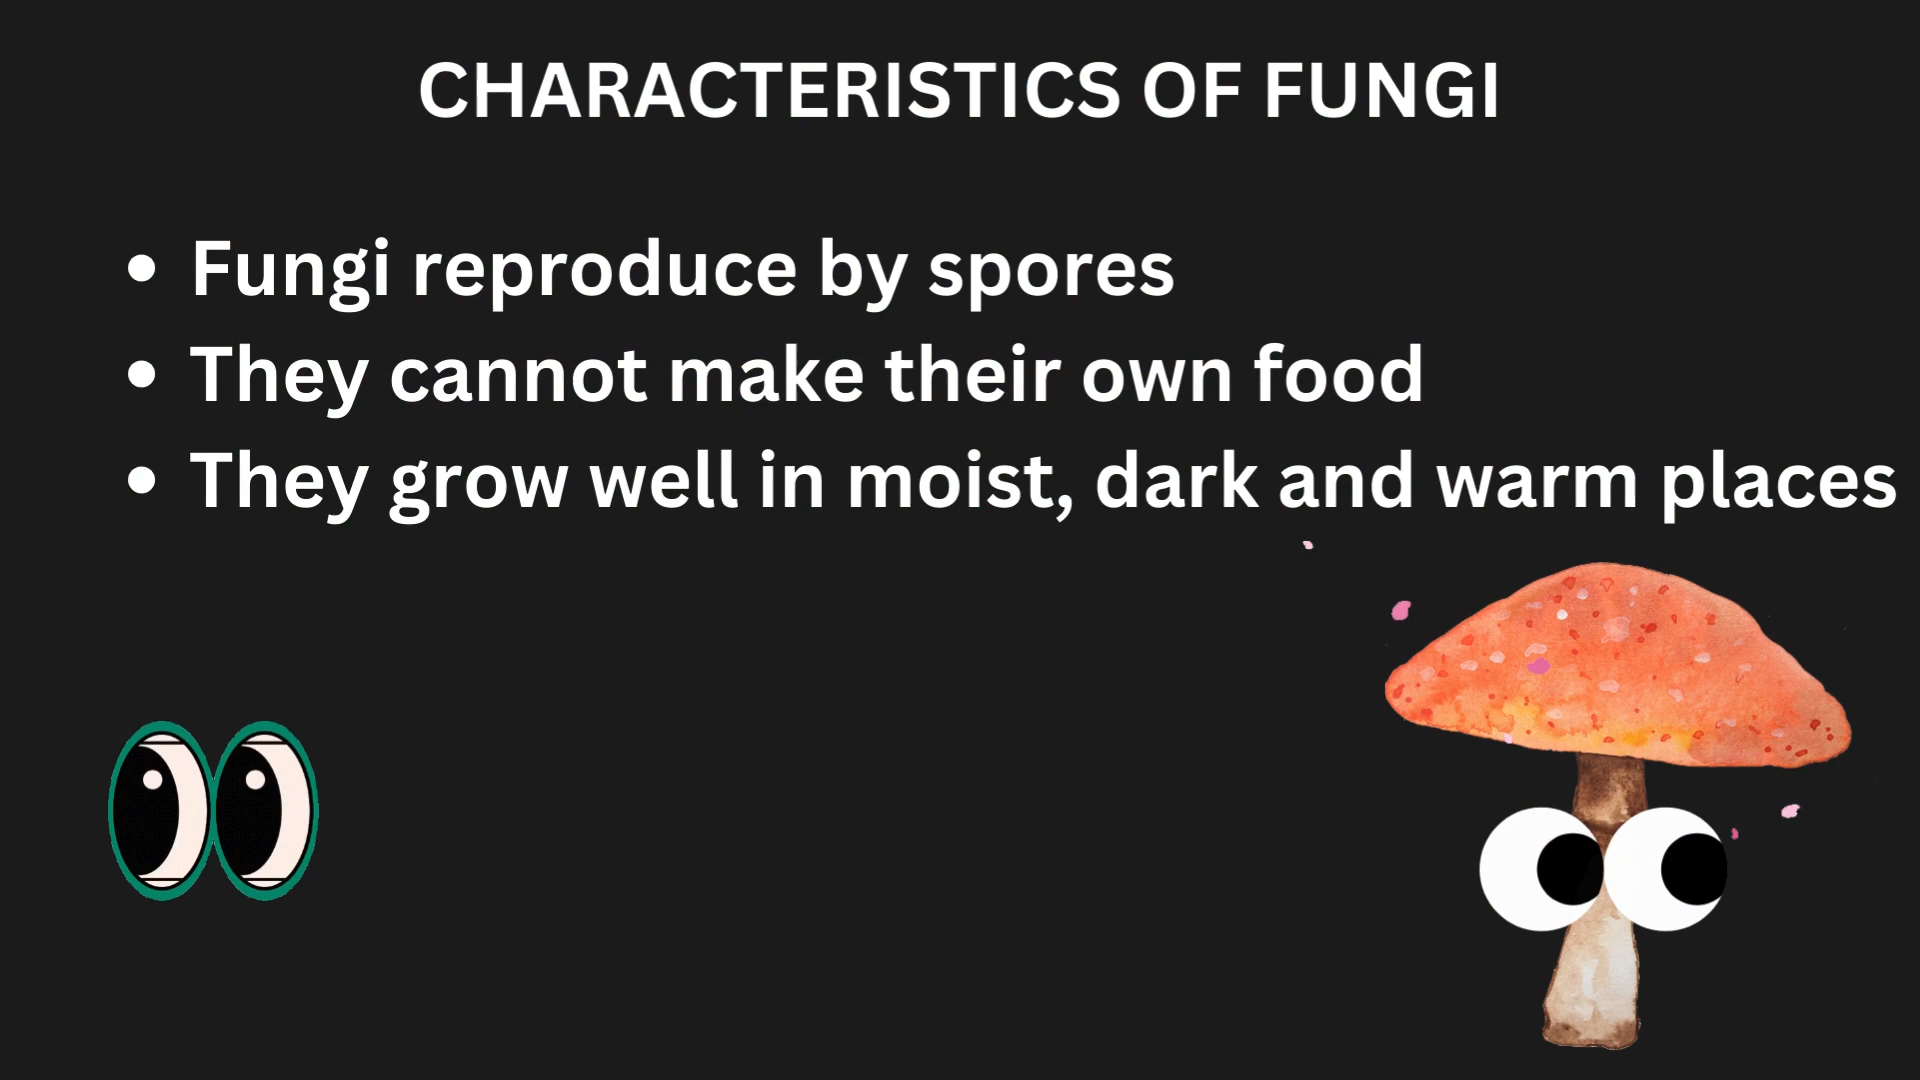 CHARACTERISTICS OF FUNGI
• Fungi reproduce by spores
• They cannot make their own food
• They grow well in moist, dark and warm places